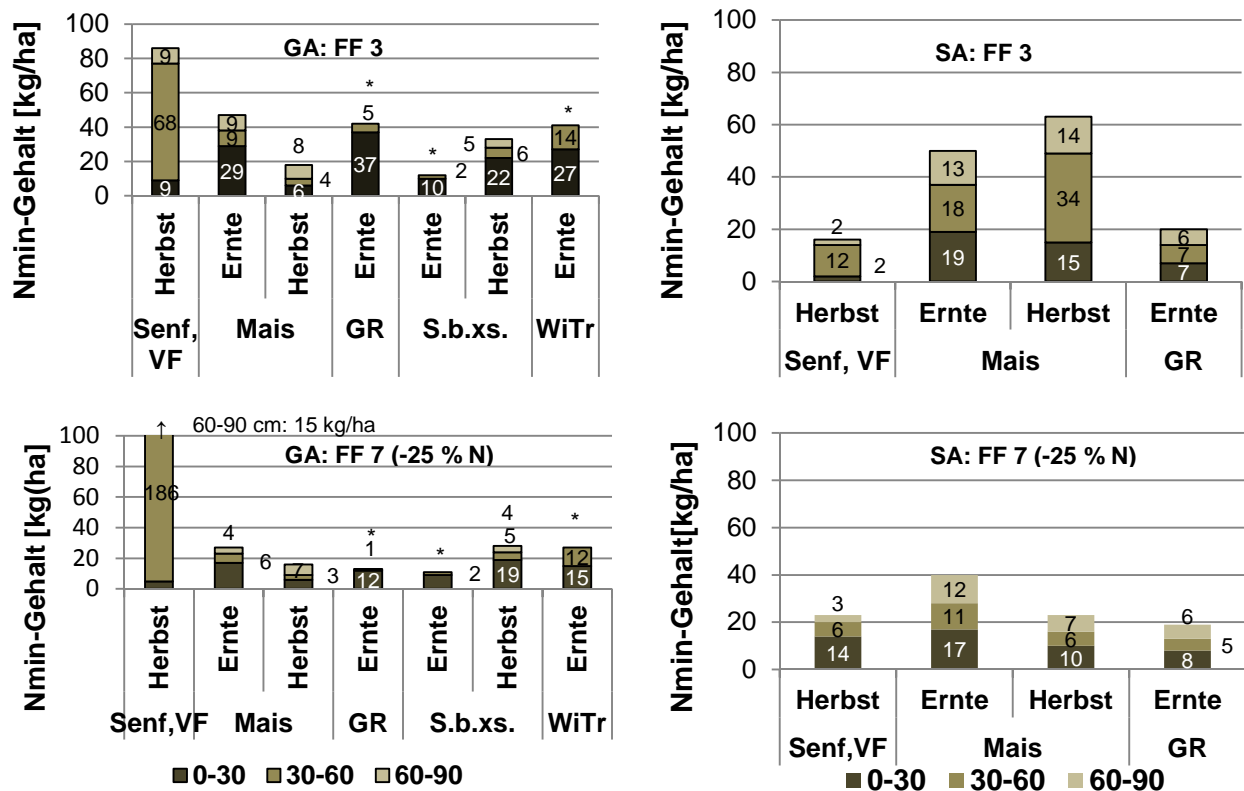 GA: FF 3
Nmin-Gehalt [kg/ha]
100
80
60
40
20
0
9
68
9
9
9
29
8
4
6
*
5
37
*
2
10
5
6
22
*
14
27
Herbst
Ernte
Herbst
Ernte
Ernte
Herbst
Ernte
Senf, VF
Mais
GR
S.b.xs.
WiTr
SA: FF 3
Nmin-Gehalt [kg/ha]
100
80
60
40
20
0
2
12
2
13
18
19
14
34
15
6
7
7
Herbst
Ernte
Herbst
Ernte
Senf, VF
Mais
GR
↑ 60-90 cm: 15 kg/ha
GA: FF 7 (-25 % N)
Nmin-Gehalt [kg(ha]
100
80
60
40
20
0
186
4
6
7
3
*
1
12
*
2
4
5
19
*
12
15
Herbst
Ernte
Herbst
Ernte
Ernte
Herbst
Ernte
Senf,VF
Mais
GR
S.b.xs.
WiTr
0-30 30-60 60-90
SA: FF 7 (-25 % N)
Nmin-Gehalt[kg/ha]
100
80
60
40
20
0
3
6
14
12
11
17
7
6
10
6
5
8
Herbst
Ernte
Herbst
Ernte
Senf,VF
Mais
GR
0-30 30-60 60-90